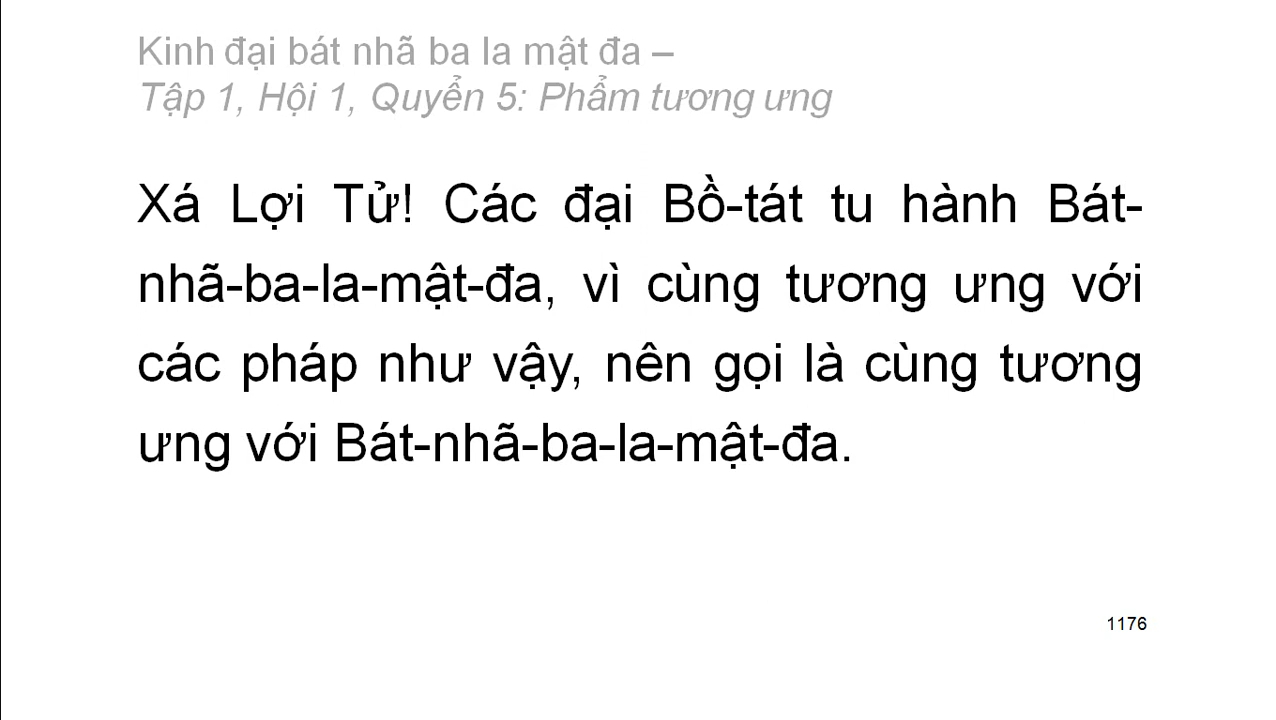 Kinh đại bát nhã ba la mật đa –
Tập 1, Hội 1, Quyển 5: Phẩm tương ưng
Xá Lợi Tử! Các đại Bồ-tát tu hành Bát-
nhã-ba-la-mật-đa, vì cùng tương ưng với
các pháp như vậy, nên gọi là cùng tương
ưng với Bát-nhã-ba-la-mật-đa.
1176